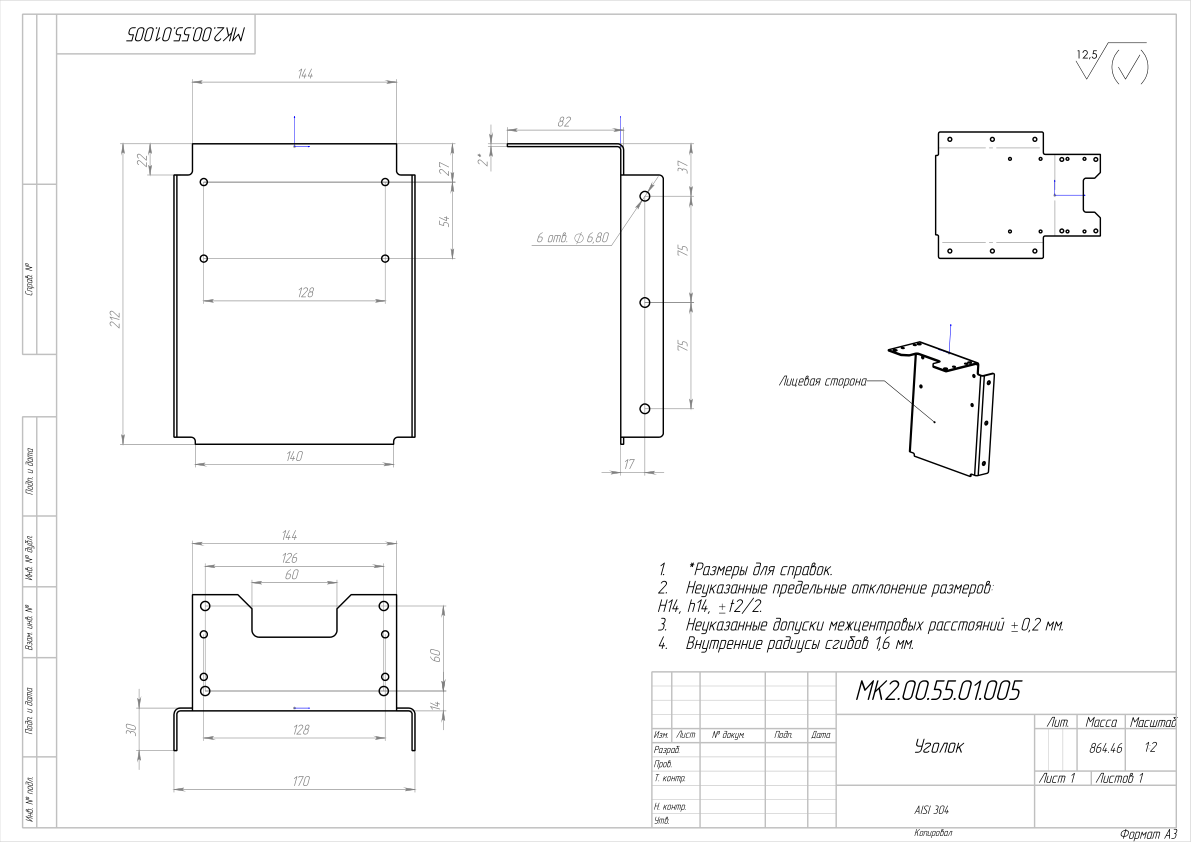 МК2.00.55.01.005
12,5
144
22
27
54
212
128
140
82
2*
37
6 отв. ∅6,80
75
75
17
Лицевая сторона
144
126
60
60
14
30
128
170
1. *Размеры для справок.
2. Неуказанные предельные отклонение размеров:
H14, h14, ±t2/2.
3. Неуказанные допуски межцентровых расстояний ±0,2 мм.
4. Внутренние радиусы сгибов 1,6 мм.
Справ. №
Подп. и дата
Инв. № дубл.
Взам. инв. №
Подп. и дата
Инв. № подл.
МК2.00.55.01.005
Изм. Лист № докум. Подп. Дата
Разраб.
Пров.
Т. контр.
Н. контр.
Утв.
Уголок
Лит. Масса Масштаб
864.46 1:2
Лист 1 Листов 1
AISI 304
Копировал Формат А3